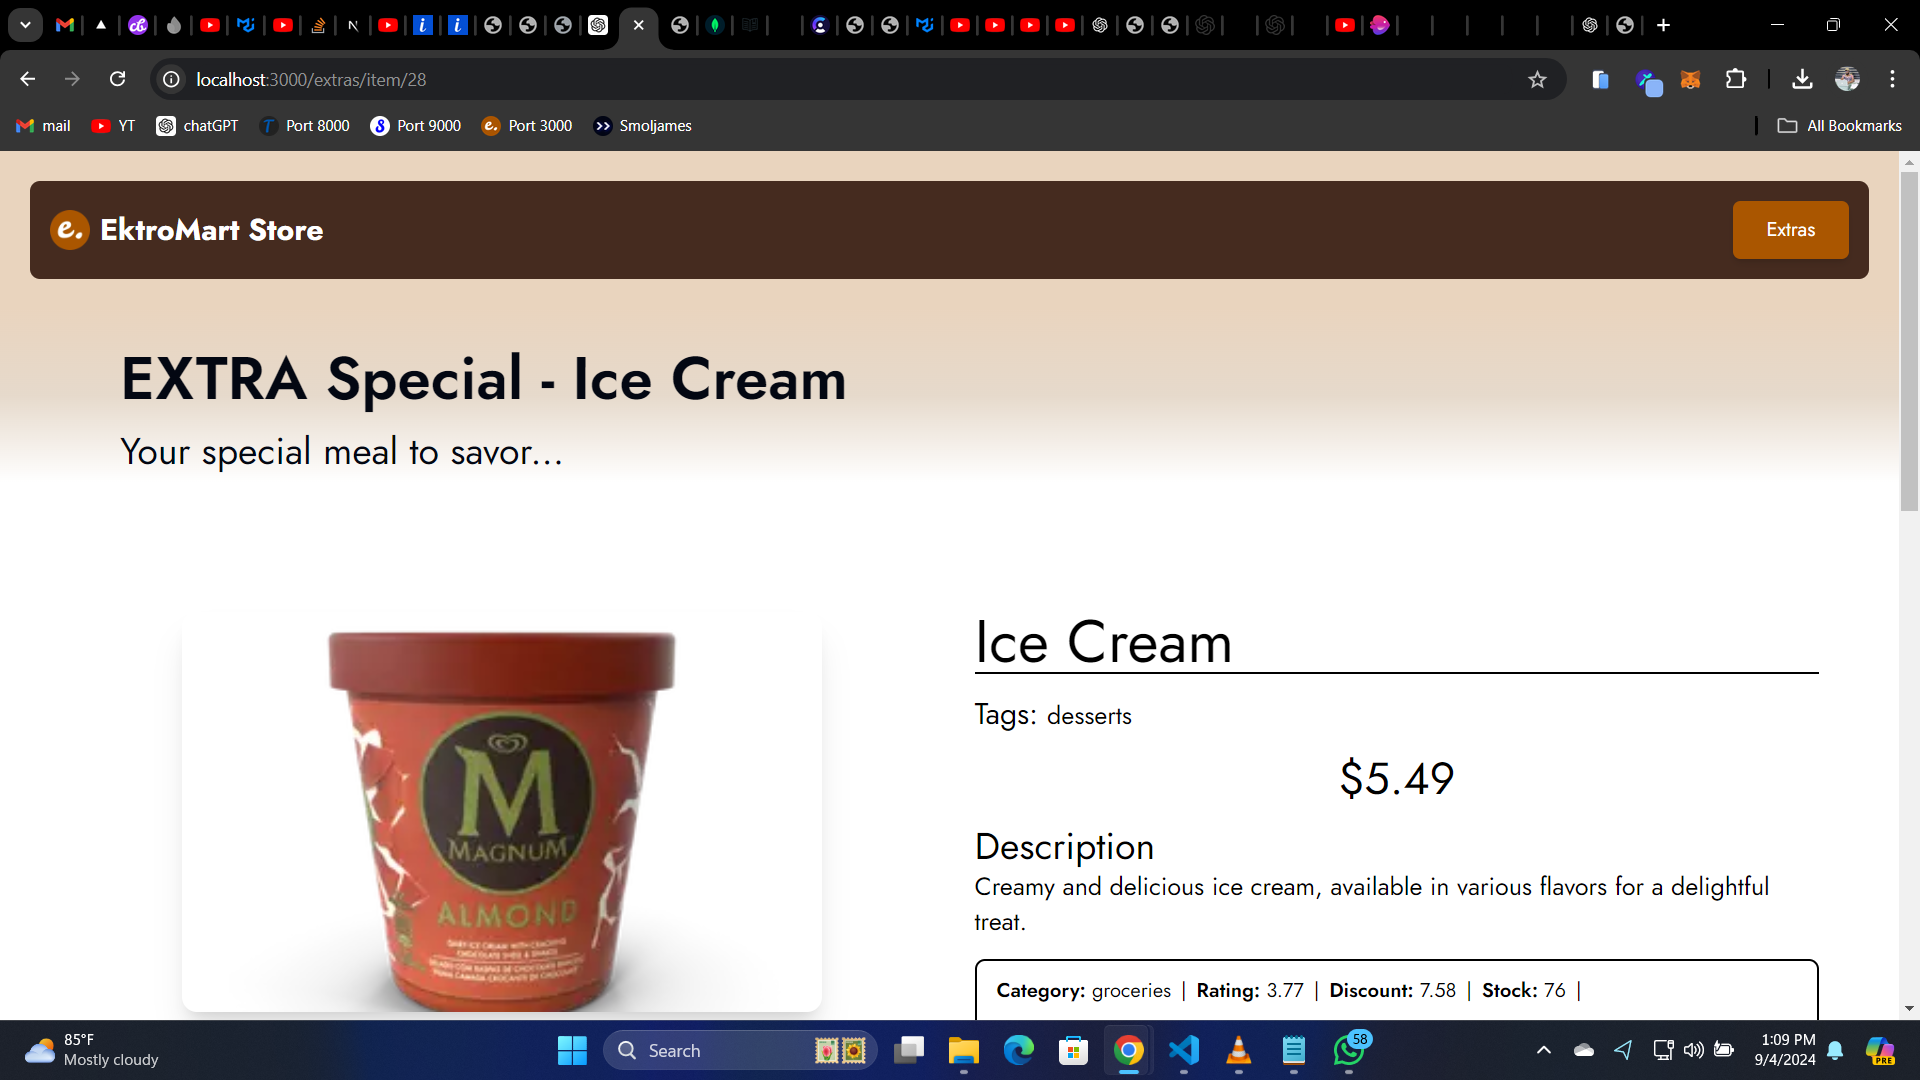 localhost:3000/extras/item/28
mail
YT
chatGPT
Port 8000
Port 9000
Port 3000
Smoljames
All Bookmarks
e. EktroMart Store
Extras
EXTRA Special - Ice Cream
Your special meal to savor...
M
MAGNUM
ALMOND
Ice Cream
Tags: desserts
$5.49
Description
Creamy and delicious ice cream, available in various flavors for a delightful
treat.
Category: groceries | Rating: 3.77 | Discount: 7.58 | Stock: 76 |
85°F
Mostly cloudy
Search
58
1:09 PM
9/4/2024
PRE